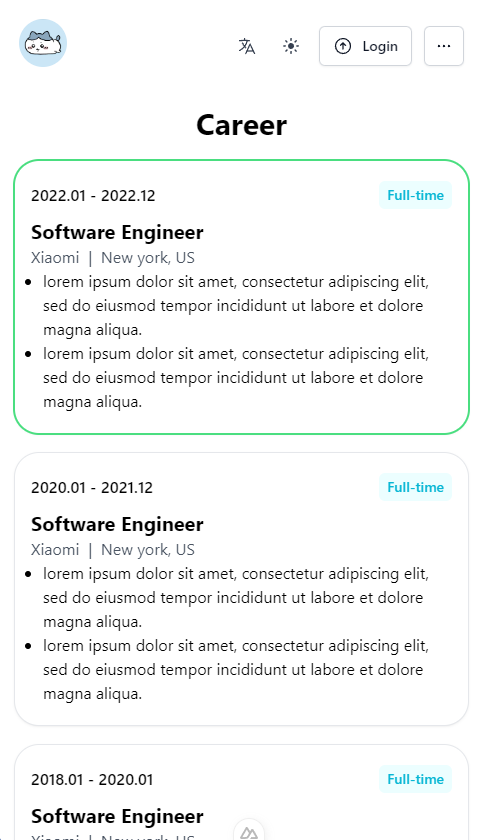 Login
Career
2022.01 - 2022.12
Full-time
Software Engineer
Xiaomi | New york, US
lorem ipsum dolor sit amet, consectetur adipiscing elit,
sed do eiusmod tempor incididunt ut labore et dolore
magna aliqua.
lorem ipsum dolor sit amet, consectetur adipiscing elit,
sed do eiusmod tempor incididunt ut labore et dolore
magna aliqua.
2020.01 - 2021.12
Full-time
Software Engineer
Xiaomi | New york, US
lorem ipsum dolor sit amet, consectetur adipiscing elit,
sed do eiusmod tempor incididunt ut labore et dolore
magna aliqua.
lorem ipsum dolor sit amet, consectetur adipiscing elit,
sed do eiusmod tempor incididunt ut labore et dolore
magna aliqua.
2018.01 - 2020.01
Full-time
Software Engineer
Xiaomi | New york, US